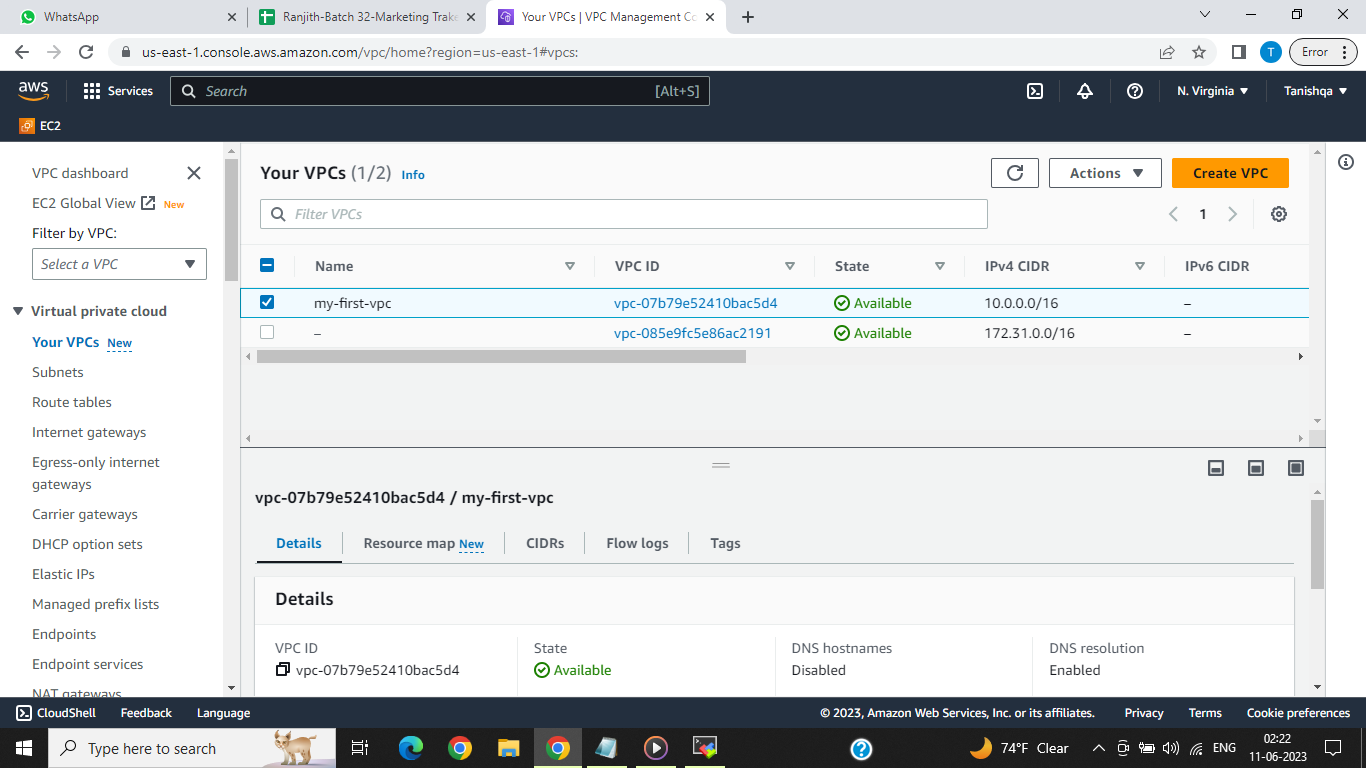 WhatsApp
Ranjith-Batch 32-Marketing Trake
Your VPCs | VPC Management Co
us-east-1.console.aws.amazon.com/vpc/home?region=us-east-1#vpcs:
T
Error
aws
Services
Search
[Alt+S]
N. Virginia
Tanishqa
EC2
VPC dashboard
EC2 Global View New
Filter by VPC:
Select a VPC
Virtual private cloud
Your VPCs New
Subnets
Route tables
Internet gateways
Egress-only internet
gateways
Carrier gateways
DHCP option sets
Elastic IPs
Managed prefix lists
Endpoints
Endpoint services
NAT gateways
Your VPCs (1/2) Info
Actions
Create VPC
Filter VPCs
1
Name VPC ID State IPv4 CIDR IPv6 CIDR
my-first-vpc vpc-07b79e52410bac5d4 Available 10.0.0.0/16 –
– vpc-085e9fc5e86ac2191 Available 172.31.0.0/16 –
vpc-07b79e52410bac5d4 / my-first-vpc
Details Resource map New CIDRs Flow logs Tags
Details
VPC ID State DNS hostnames DNS resolution
vpc-07b79e52410bac5d4 Available Disabled Enabled
CloudShell Feedback Language © 2023, Amazon Web Services, Inc. or its affiliates. Privacy Terms Cookie preferences
Type here to search
74°F Clear
ENG
02:22
11-06-2023